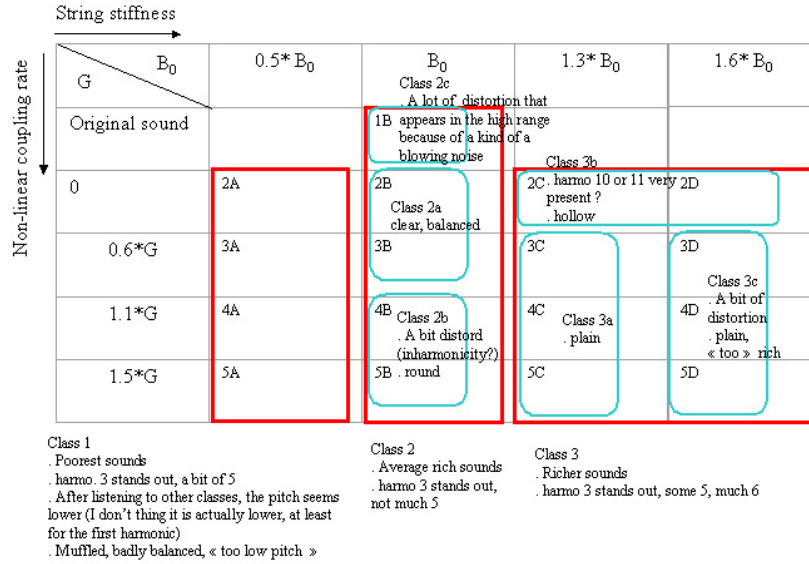 String stiffness
Non-linear coupling rate
B0
G
0.5* B0
B0
1.3* B0
1.6* B0
Class 2c
. A lot of distortion that
appears in the high range
because of a kind of a
blowing noise
Original sound
1B
Class 3b
. harmo 10 or 11 very
present ?
. hollow
0
2A
2B
2C
2D
Class 2a
clear, balanced
0.6*G
3A
3B
3C
3D
Class 3c
. A bit of
distortion
. plain,
« too » rich
1.1*G
4A
4B
4C
4D
Class 2b
. A bit distord
(inharmonicity?)
. round
Class 3a
. plain
1.5*G
5A
5B
5C
5D
Class 1
. Poorest sounds
. harmo. 3 stands out, a bit of 5
. After listening to other classes, the pitch seems
lower (I don't thing it is actually lower, at least
for the first harmonic)
. Muffled, badly balanced, « too low pitch »
Class 2
. Average rich sounds
. harmo 3 stands out,
not much 5
Class 3
. Richer sounds
. harmo 3 stands out, some 5, much 6